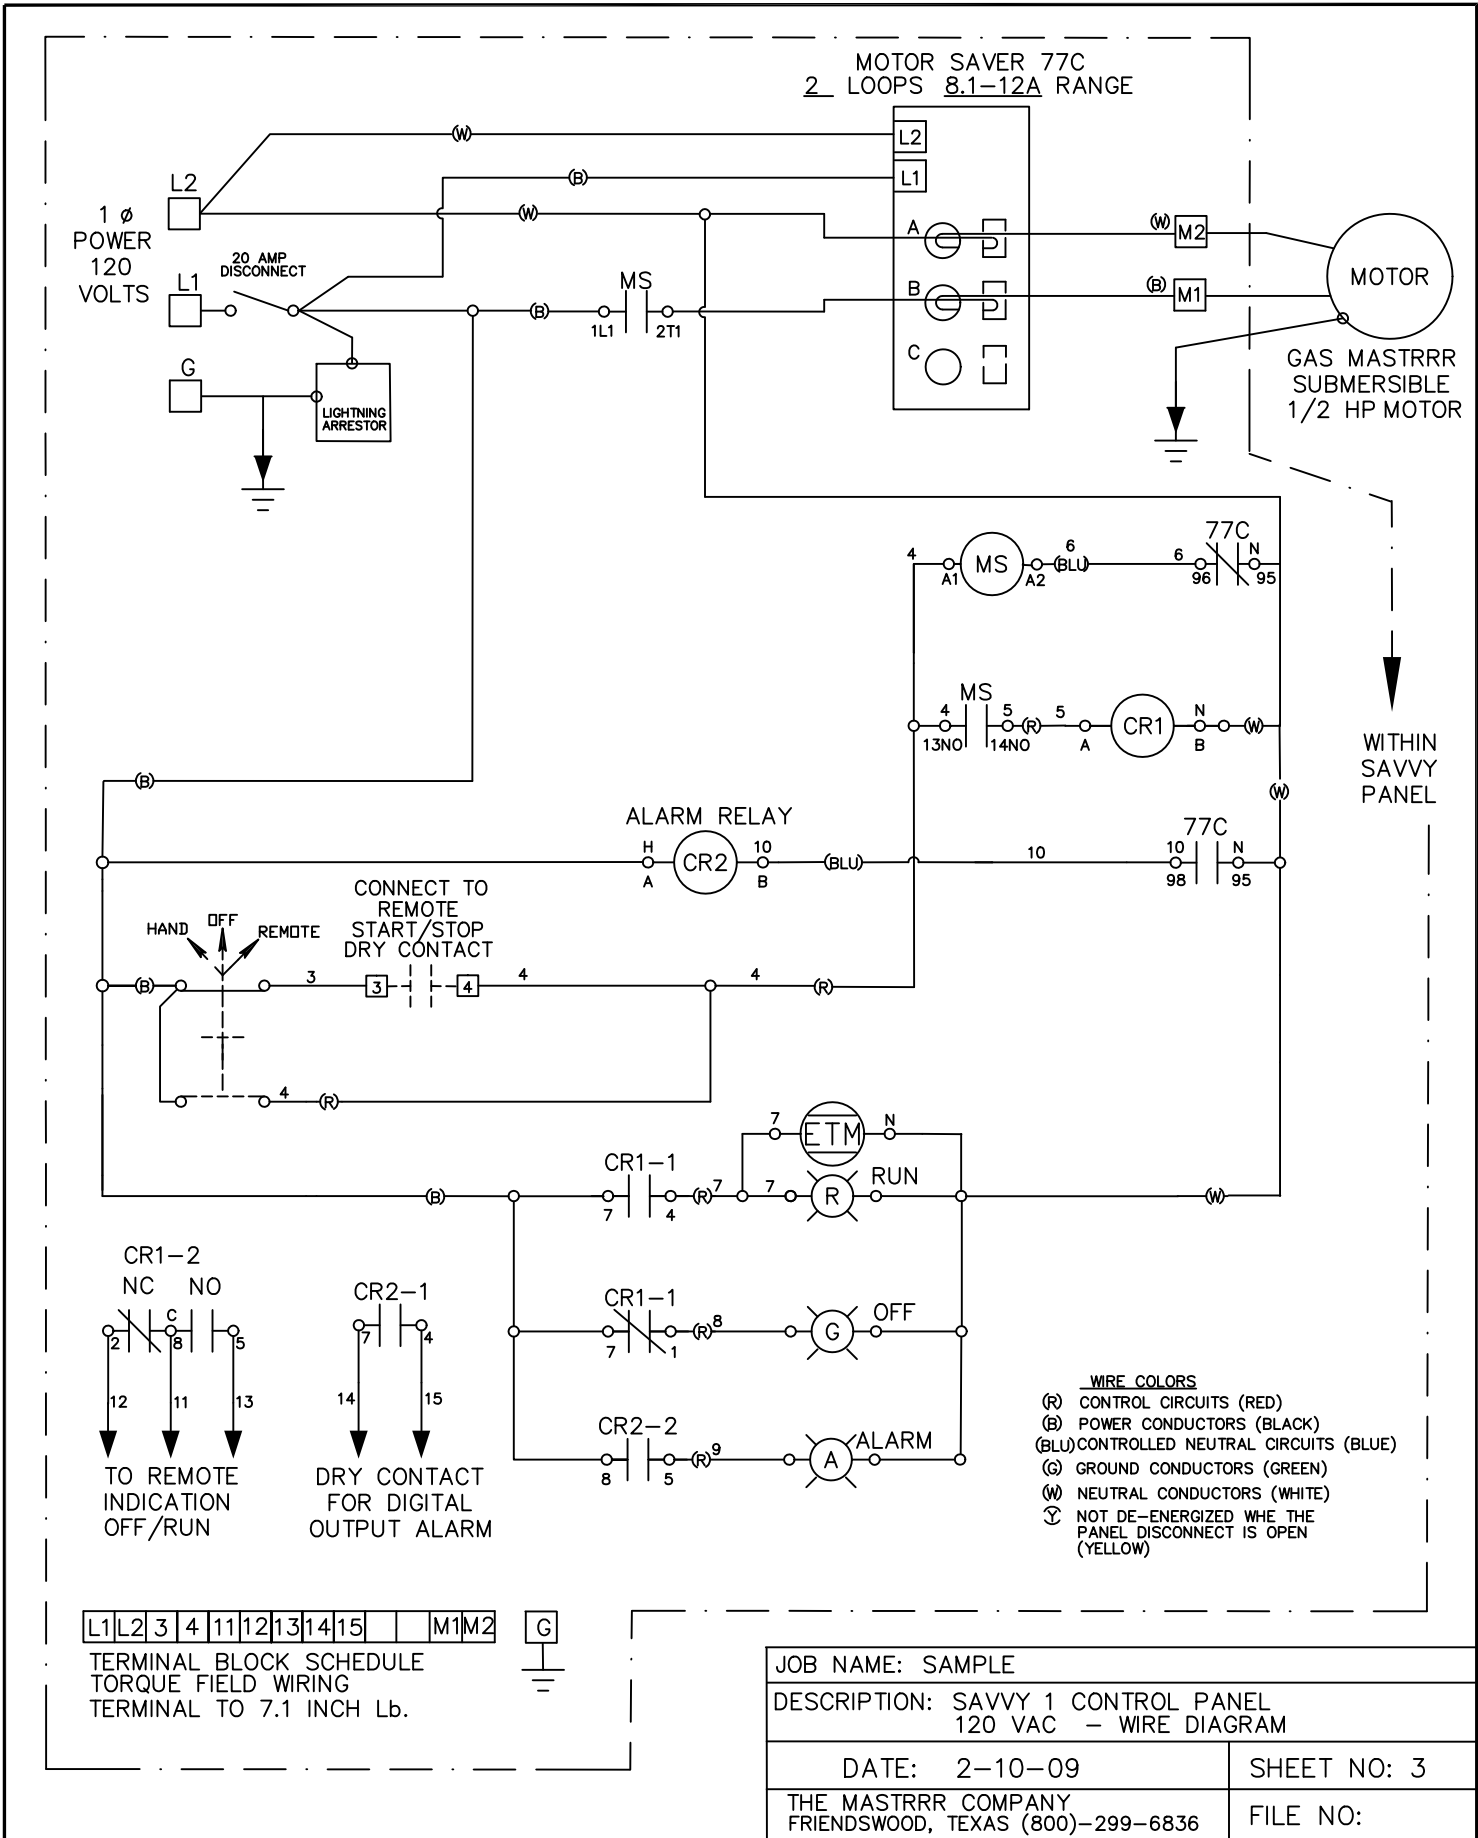 MOTOR SAVER 77C
2 LOOPS 8.1-12A RANGE
(W)
L2
(B)
L1
L2
(W)
1 ø
POWER
120
VOLTS
20 AMP
DISCONNECT
L1
(B)
MS
1L1
2T1
A
B
C
(W)
M2
(B)
M1
MOTOR
GAS MASTRRR
SUBMERSIBLE
1/2 HP MOTOR
G
LIGHTNING
ARRESTOR
4
A1
MS
A2
6
(BLU)
6
96
77C
N
95
MS
4
13NO
5
14NO
(R)
5
A
CR1
N
B
(W)
(W)
WITHIN
SAVVY
PANEL
(B)
ALARM RELAY
H
A
CR2
10
B
(BLU)
10
77C
10
98
N
95
CONNECT TO
REMOTE
START/STOP
DRY CONTACT
HAND
OFF
REMOTE
(B)
3
3
4
4
4
(R)
4
(R)
7
ETM
N
(B)
CR1-1
7
4
(R)
7
7
R
RUN
(W)
CR1-1
7
1
(R)
8
G
OFF
CR2-2
8
5
(R)
9
A
ALARM
CR1-2
NC
NO
2
C
8
5
12
11
13
TO REMOTE
INDICATION
OFF/RUN
CR2-1
7
4
14
15
DRY CONTACT
FOR DIGITAL
OUTPUT ALARM
WIRE COLORS
(R) CONTROL CIRCUITS (RED)
(B) POWER CONDUCTORS (BLACK)
(BLU) CONTROLLED NEUTRAL CIRCUITS (BLUE)
(G) GROUND CONDUCTORS (GREEN)
(W) NEUTRAL CONDUCTORS (WHITE)
(Y) NOT DE-ENERGIZED WHE THE
PANEL DISCONNECT IS OPEN
(YELLOW)
L1 L2 3 4 11 12 13 14 15 M1 M2 G
TERMINAL BLOCK SCHEDULE
TORQUE FIELD WIRING
TERMINAL TO 7.1 INCH Lb.
JOB NAME: SAMPLE
DESCRIPTION: SAVVY 1 CONTROL PANEL
120 VAC - WIRE DIAGRAM
DATE: 2-10-09
SHEET NO: 3
THE MASTRRR COMPANY
FRIENDSWOOD, TEXAS (800)-299-6836
FILE NO: